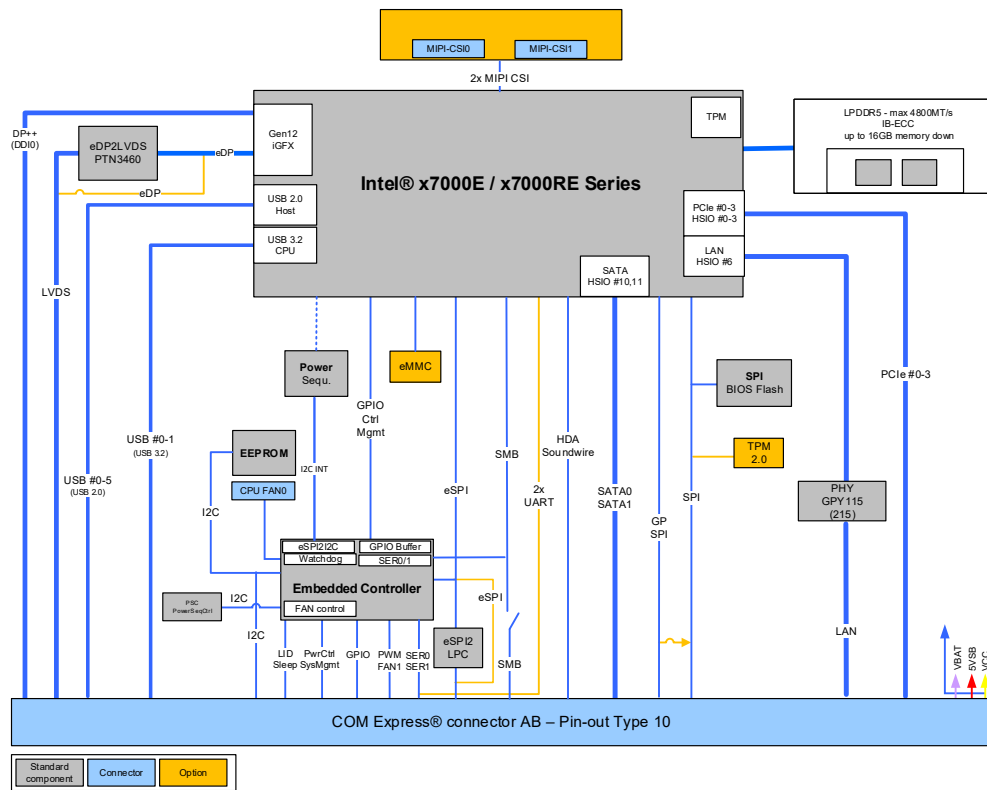 MIPI-CSI0
MIPI-CSI1
2x MIPI CSI
DP++
(DDI0)
eDP2LVDS
PTN3460
eDP
eDP
Gen12
iGFX
TPM
LPDDR5 - max 4800MT/s
IB-ECC
up to 16GB memory down
Intel® x7000E / x7000RE Series
USB 2.0
Host
USB 3.2
CPU
PCIe #0-3
HSIO #0-3
LAN
HSIO #6
SATA
HSIO #10,11
LVDS
Power
Sequ.
eMMC
SPI
BIOS Flash
PCIe #0-3
GPIO
Ctrl
Mgmt
USB #0-1
(USB 3.2)
EEPROM
SMB
HDA
Soundwire
TPM
2.0
I2C INT
USB #0-5
(USB 2.0)
CPU FAN0
eSPI
2x
UART
SATA0
SATA1
SPI
PHY
GPY115
(215)
I2C
GP
SPI
eSPI2I2C
GPIO Buffer
Watchdog
SER0/1
Embedded Controller
FAN control
PSC
PowerSeqCtrl
I2C
I2C
eSPI
eSPI2
LPC
LAN
LID
Sleep
PwrCtrl
SysMgmt
GPIO
PWM
FAN1
SER0
SER1
SMB
VBAT
5VSB
VCC
COM Express® connector AB – Pin-out Type 10
Standard
component
Connector
Option